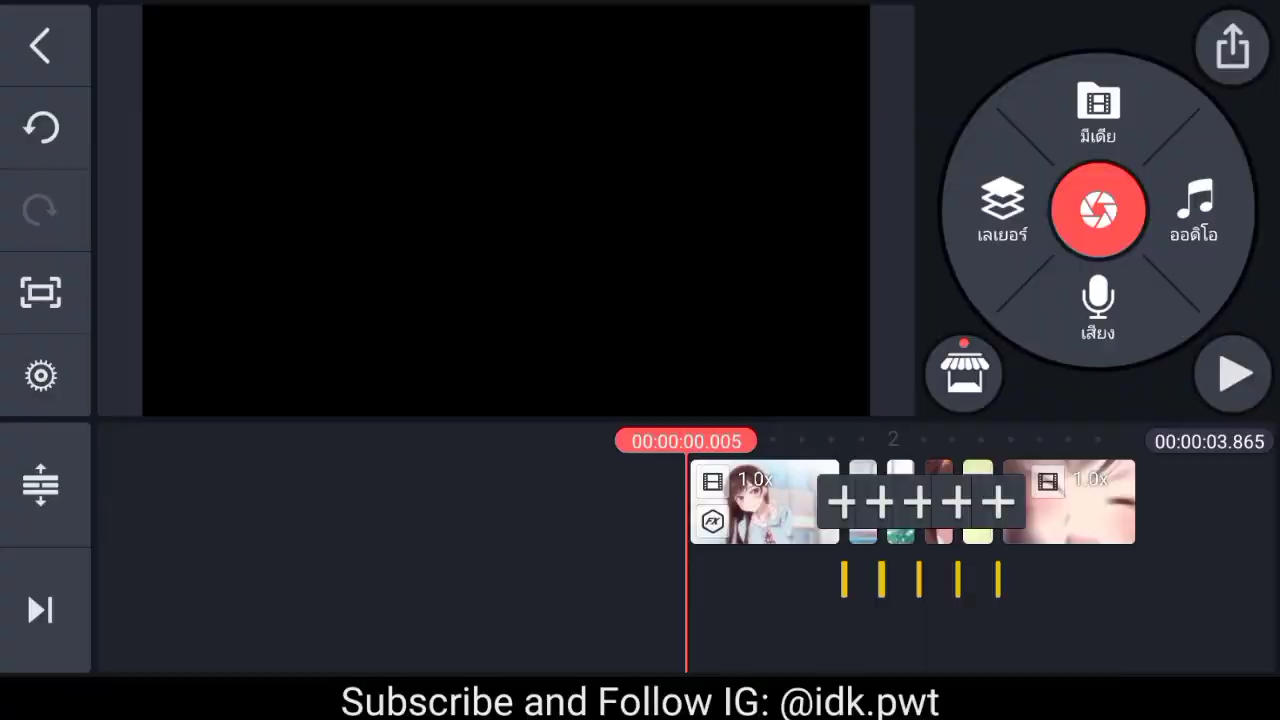 มีเดีย
เลเยอร์
ออดิโอ
เสียง
00:00:00.005
2
00:00:03.865
1.0x
1.0x
FX
Subscribe and Follow IG: @idk.pwt